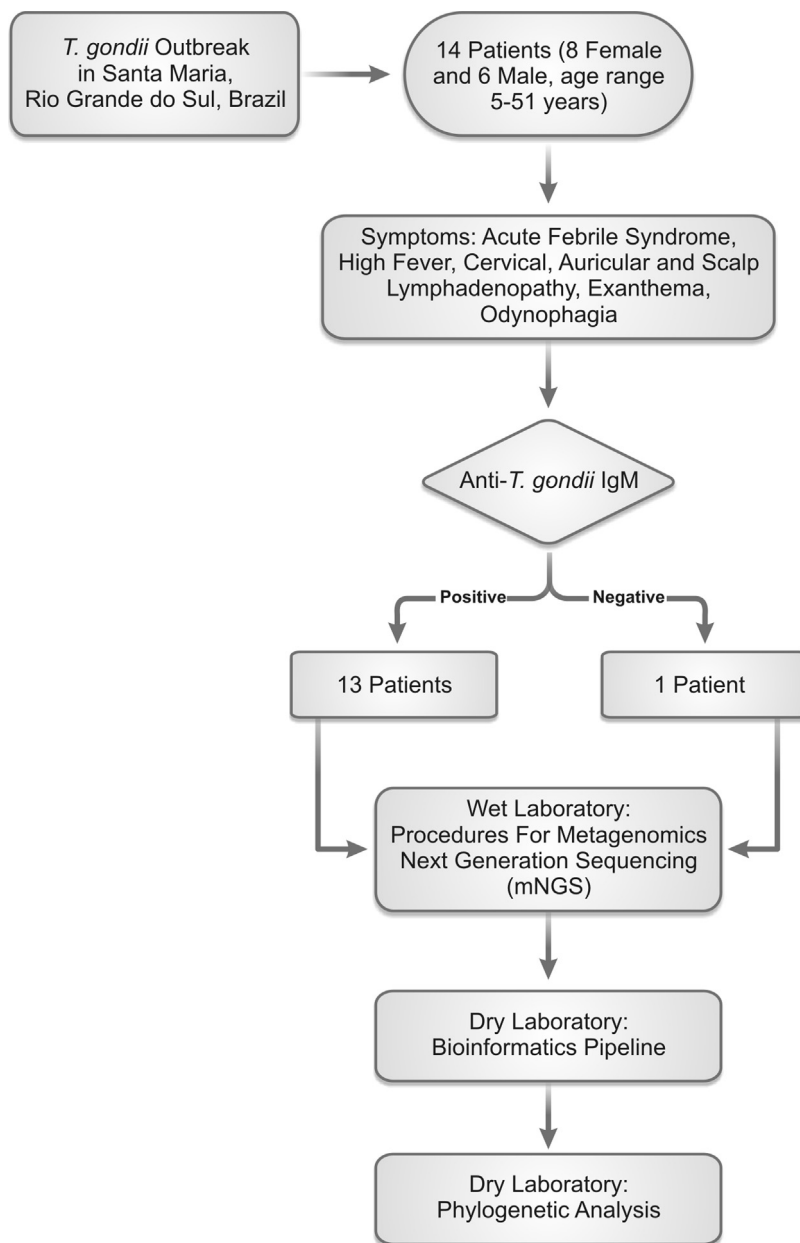 T. gondii Outbreak
in Santa Maria,
Rio Grande do Sul, Brazil
14 Patients (8 Female
and 6 Male, age range
5-51 years)
Symptoms: Acute Febrile Syndrome,
High Fever, Cervical, Auricular and Scalp
Lymphadenopathy, Exanthema,
Odynophagia
Anti-T. gondii IgM
Positive
Negative
13 Patients
1 Patient
Wet Laboratory:
Procedures For Metagenomics
Next Generation Sequencing
(mNGS)
Dry Laboratory:
Bioinformatics Pipeline
Dry Laboratory:
Phylogenetic Analysis